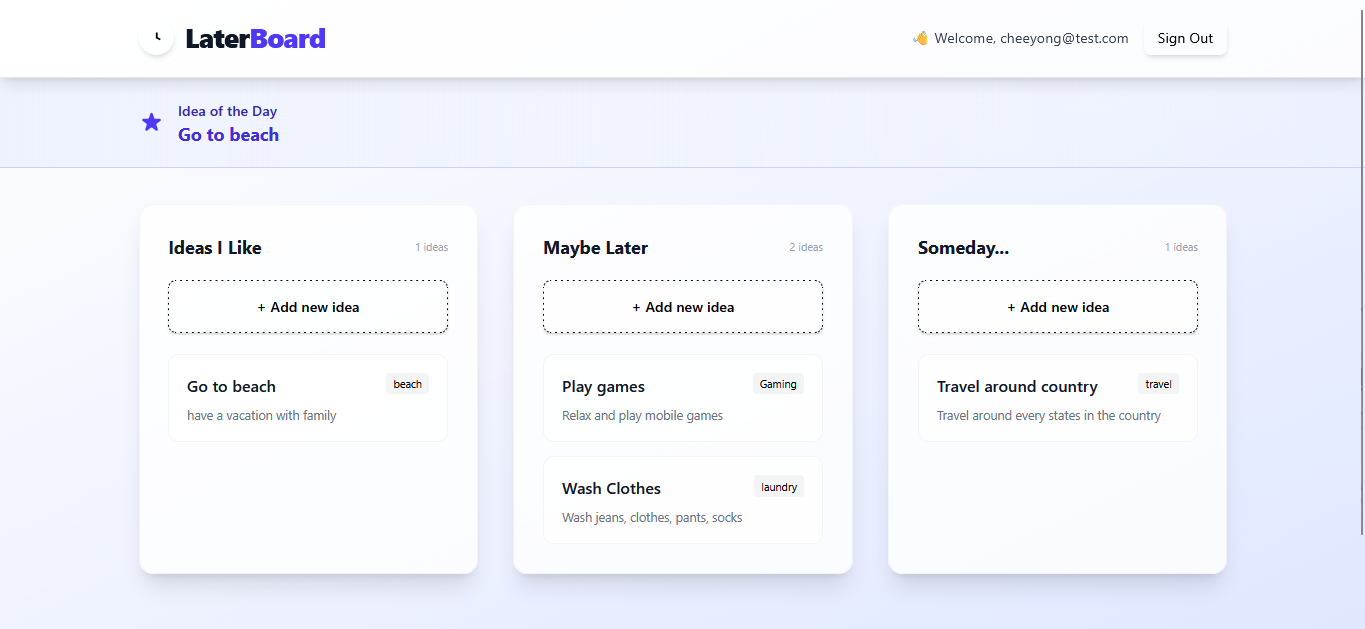 LaterBoard
👋 Welcome, cheeyong@test.com
Sign Out
Idea of the Day
Go to beach
Ideas I Like
1 ideas
+ Add new idea
Go to beach
beach
have a vacation with family
Maybe Later
2 ideas
+ Add new idea
Play games
Gaming
Relax and play mobile games
Wash Clothes
laundry
Wash jeans, clothes, pants, socks
Someday...
1 ideas
+ Add new idea
Travel around country
travel
Travel around every states in the country